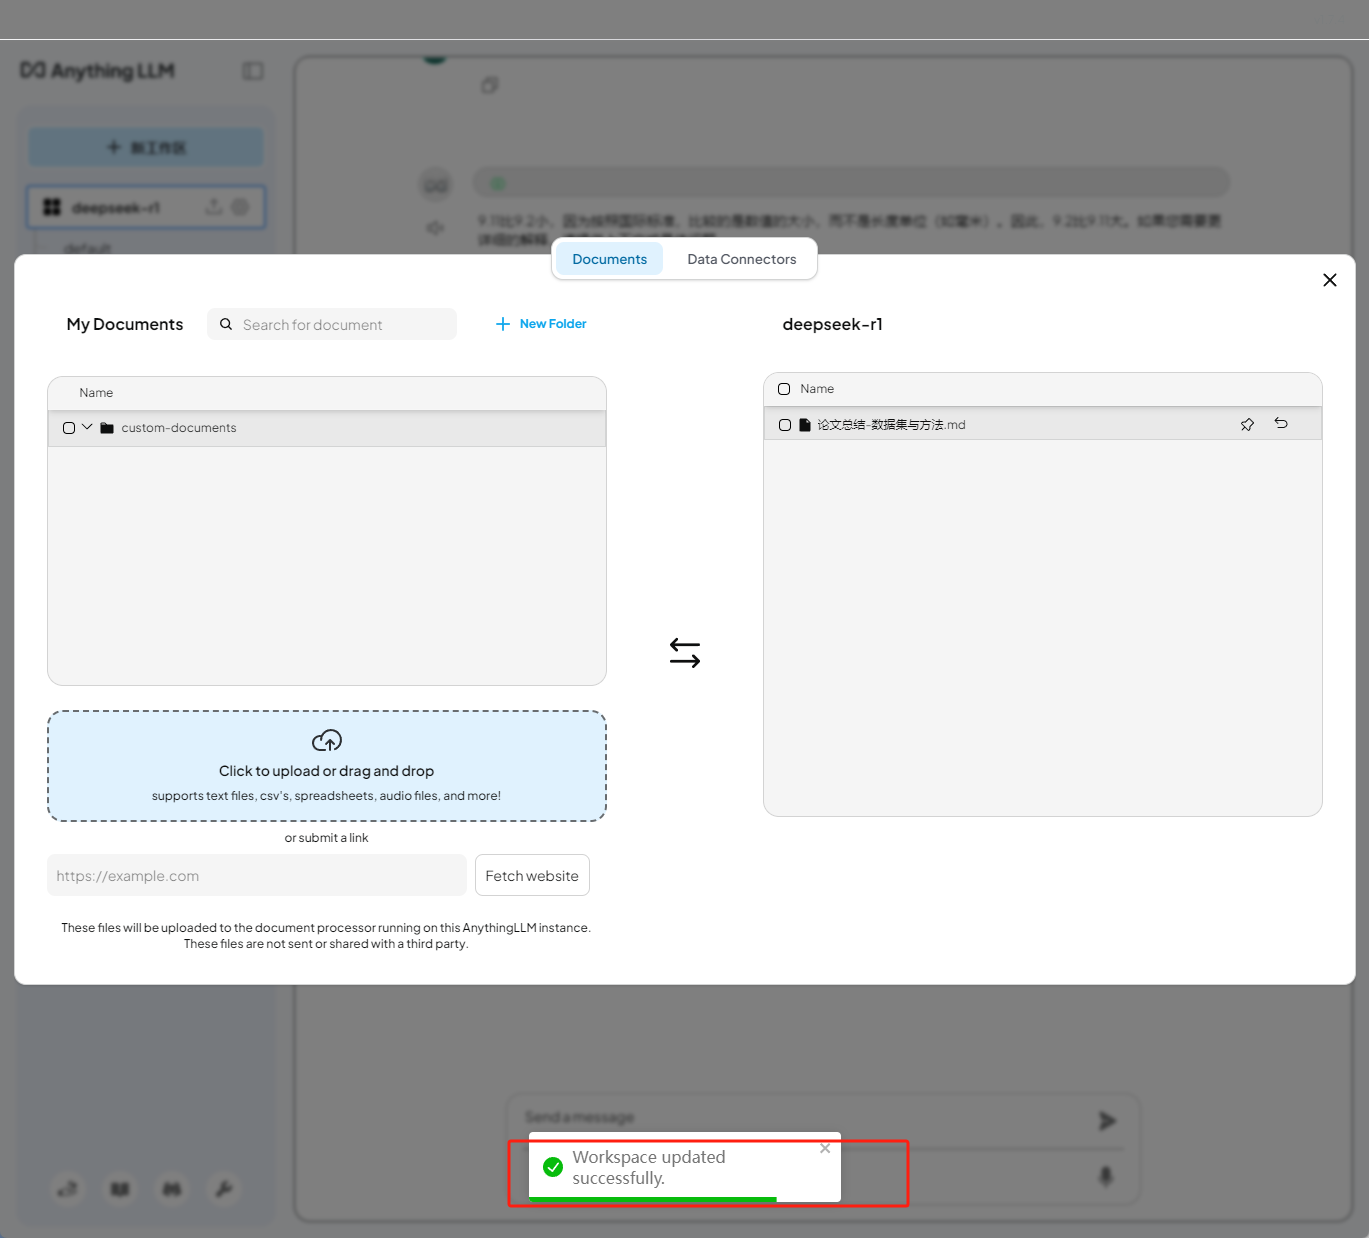 Anything LLM
新工作区
deepseek-r1
default
9.11比9.2小，因为按照国际标准，比较的是数值的大小，而不是长度单位（如毫米）。因此，9.2比9.11大。如果您需要更
详细的解释，
Documents
Data Connectors
My Documents
Search for document
New Folder
deepseek-r1
Name
custom-documents
Name
论文总结-数据集与方法.md
Click to upload or drag and drop
supports text files, csv's, spreadsheets, audio files, and more!
or submit a link
https://example.com
Fetch website
These files will be uploaded to the document processor running on this AnythingLLM instance.
These files are not sent or shared with a third party.
Send a message
Workspace updated
successfully.